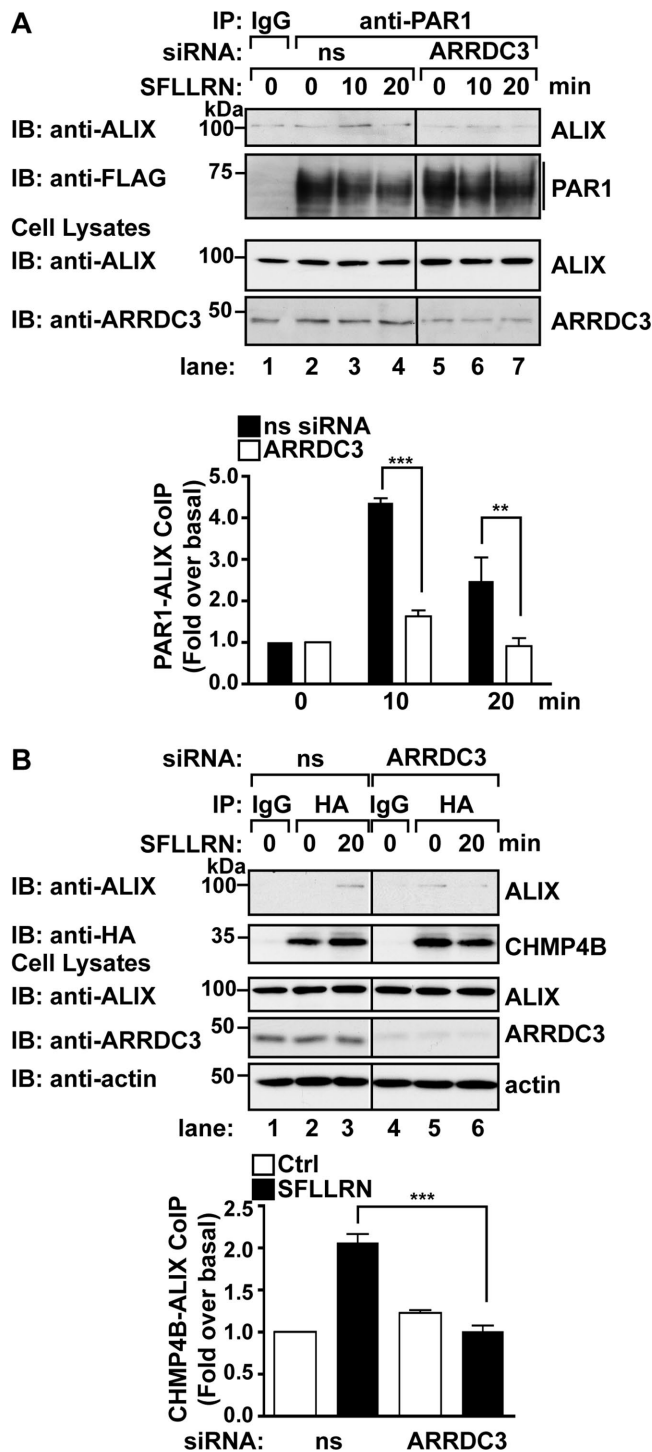 A
IP: IgG anti-PAR1
siRNA: ns ARRDC3
SFLLRN: 0 0 10 20 0 10 20 min
kDa
IB: anti-ALIX 100 ALIX
IB: anti-FLAG 75 PAR1
Cell Lysates
IB: anti-ALIX 100 ALIX
IB: anti-ARRDC3 50 ARRDC3
lane: 1 2 3 4 5 6 7
ns siRNA
ARRDC3
PAR1-ALIX CoIP
(Fold over basal)
5.0
4.0
3.0
2.0
1.0
0.0
***
**
0 10 20 min
B
siRNA: ns ARRDC3
IP: IgG HA IgG HA
SFLLRN: 0 0 20 0 0 20 min
kDa
IB: anti-ALIX 100 ALIX
IB: anti-HA 35 CHMP4B
Cell Lysates
IB: anti-ALIX 100 ALIX
IB: anti-ARRDC3 50 ARRDC3
IB: anti-actin 50 actin
lane: 1 2 3 4 5 6
Ctrl
SFLLRN
CHMP4B-ALIX CoIP
(Fold over basal)
2.5
2.0
1.5
1.0
0.5
0.0
***
siRNA: ns ARRDC3